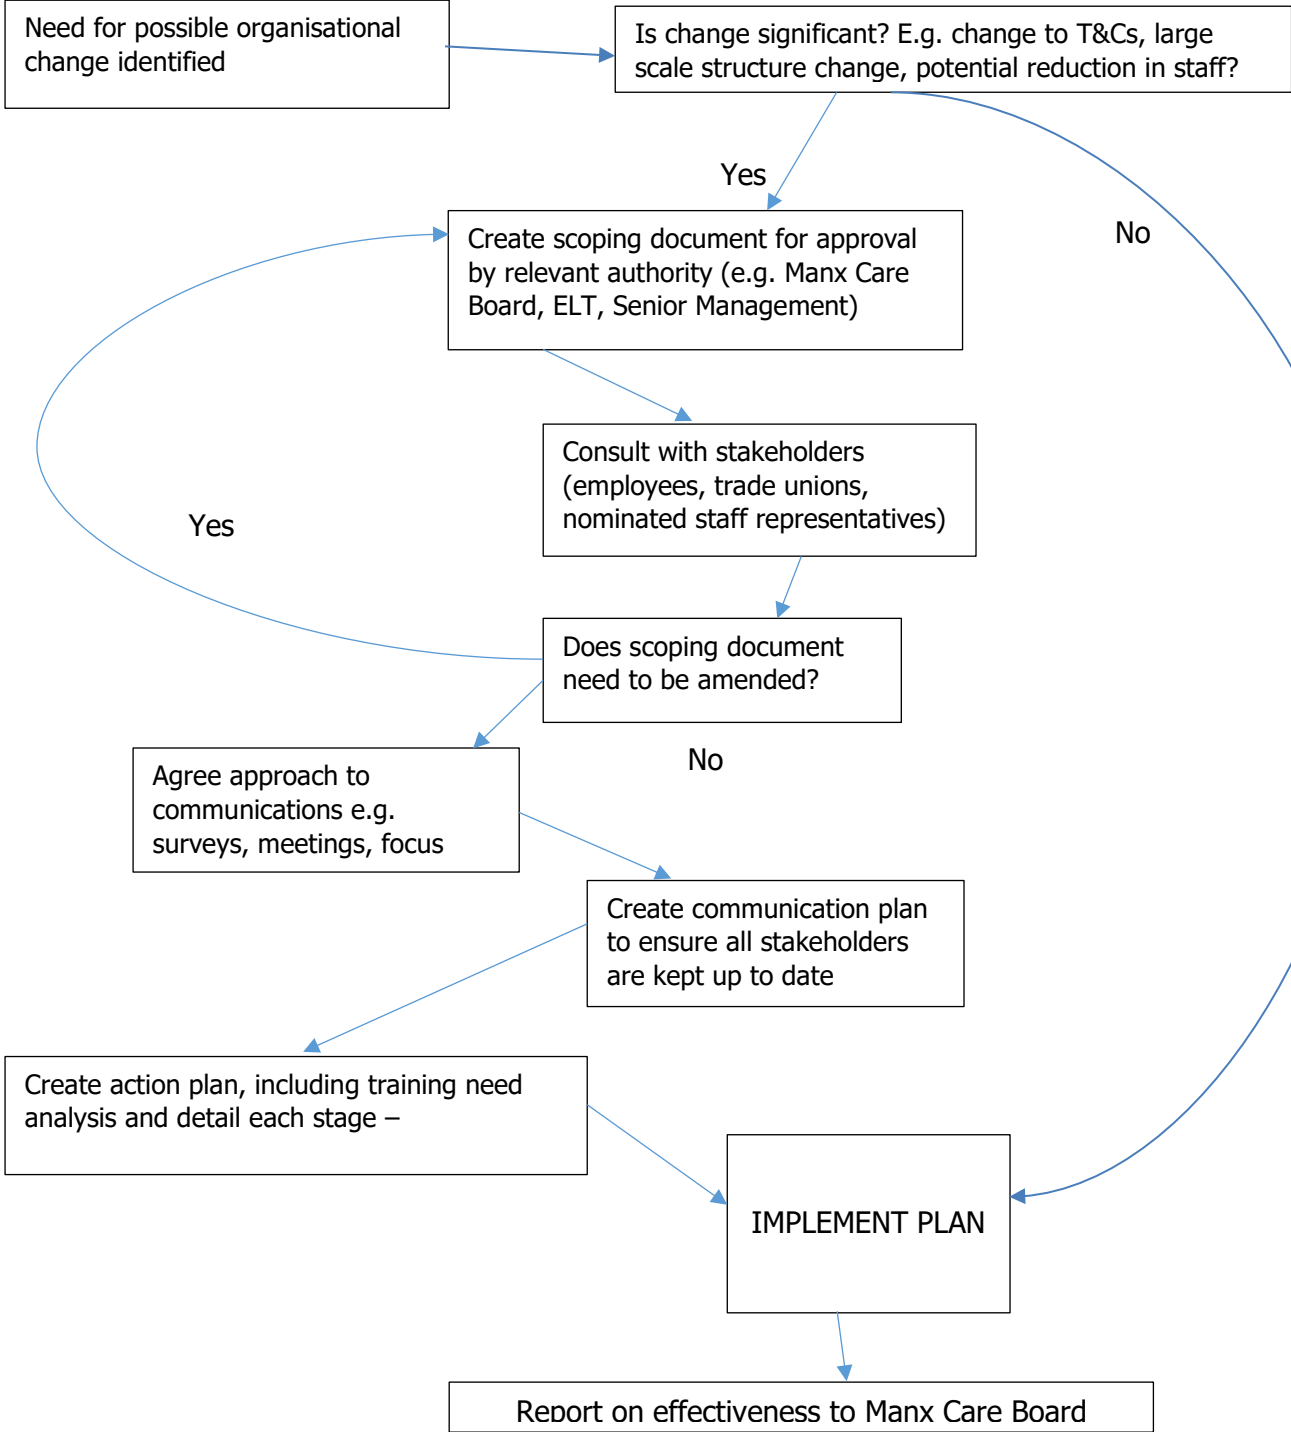 Need for possible organisational
change identified
Is change significant? E.g. change to T&Cs, large
scale structure change, potential reduction in staff?
Yes
No
Create scoping document for approval
by relevant authority (e.g. Manx Care
Board, ELT, Senior Management)
Consult with stakeholders
(employees, trade unions,
nominated staff representatives)
Yes
Does scoping document
need to be amended?
No
Agree approach to
communications e.g.
surveys, meetings, focus
Create communication plan
to ensure all stakeholders
are kept up to date
Create action plan, including training need
analysis and detail each stage –
IMPLEMENT PLAN
Report on effectiveness to Manx Care Board